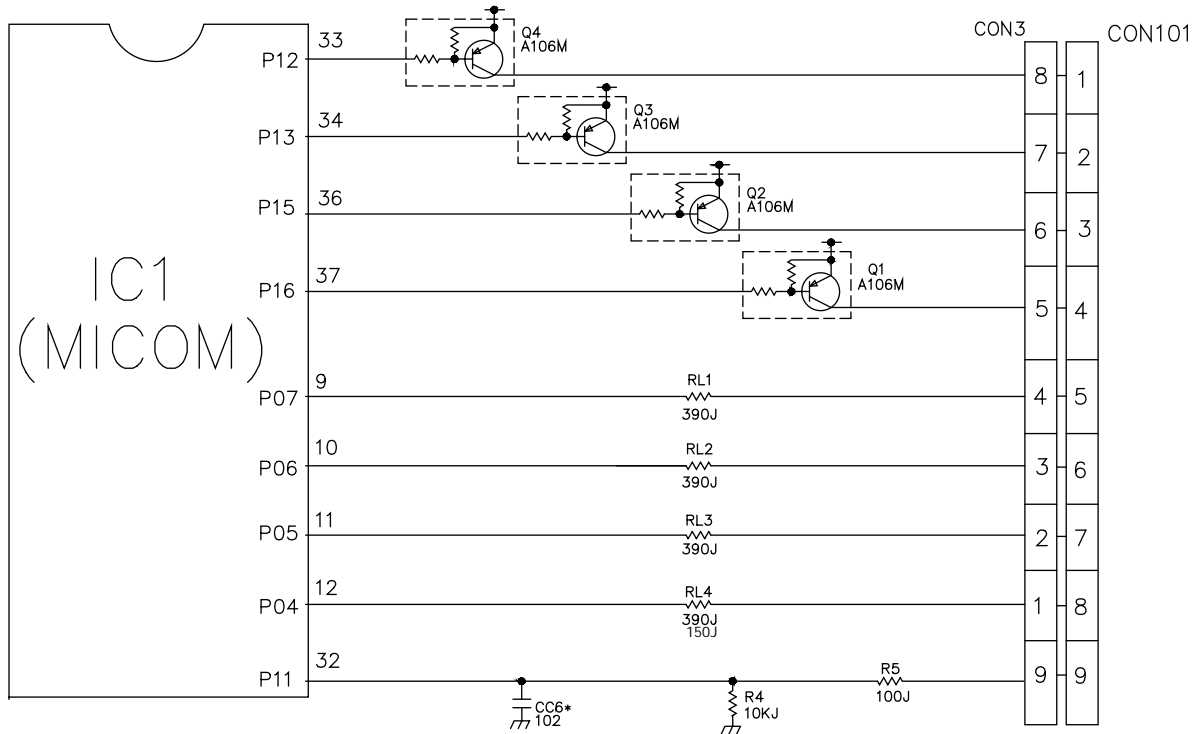 CON3
CON101
33
Q4
A106M
P12
8
1
34
Q3
A106M
P13
7
2
36
Q2
A106M
P15
6
3
37
Q1
A106M
P16
5
4
IC1
(MICOM)
9
RL1
P07
390J
4
5
10
RL2
P06
390J
3
6
11
RL3
P05
390J
2
7
12
RL4
P04
390J
150J
1
8
32
R5
P11
100J
9
9
CC6*
102
R4
10KJ